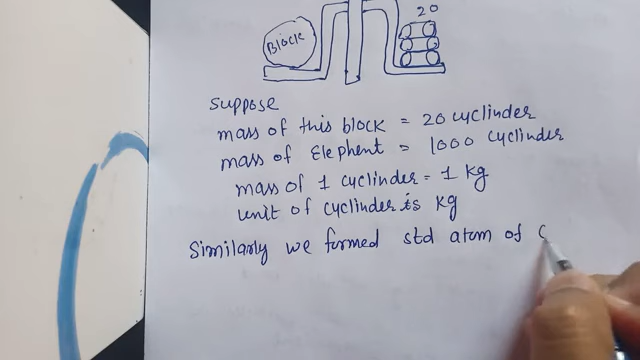 20
Block
Suppose
mass of this block = 20 cyclinder
mass of Elephent = 1000 cyclinder
mass of 1 cyclinder = 1 kg
unit of cyclinder is kg
Similarly we formed std atom of C